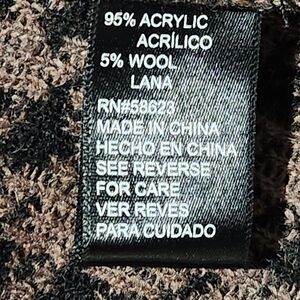 95% ACRYLIC
ACRÍLICO
5% WOOL
LANA
RN#58623
MADE IN CHINA
HECHO EN CHINA
SEE REVERSE
FOR CARE
VER REVÉS
PARA CUIDADO